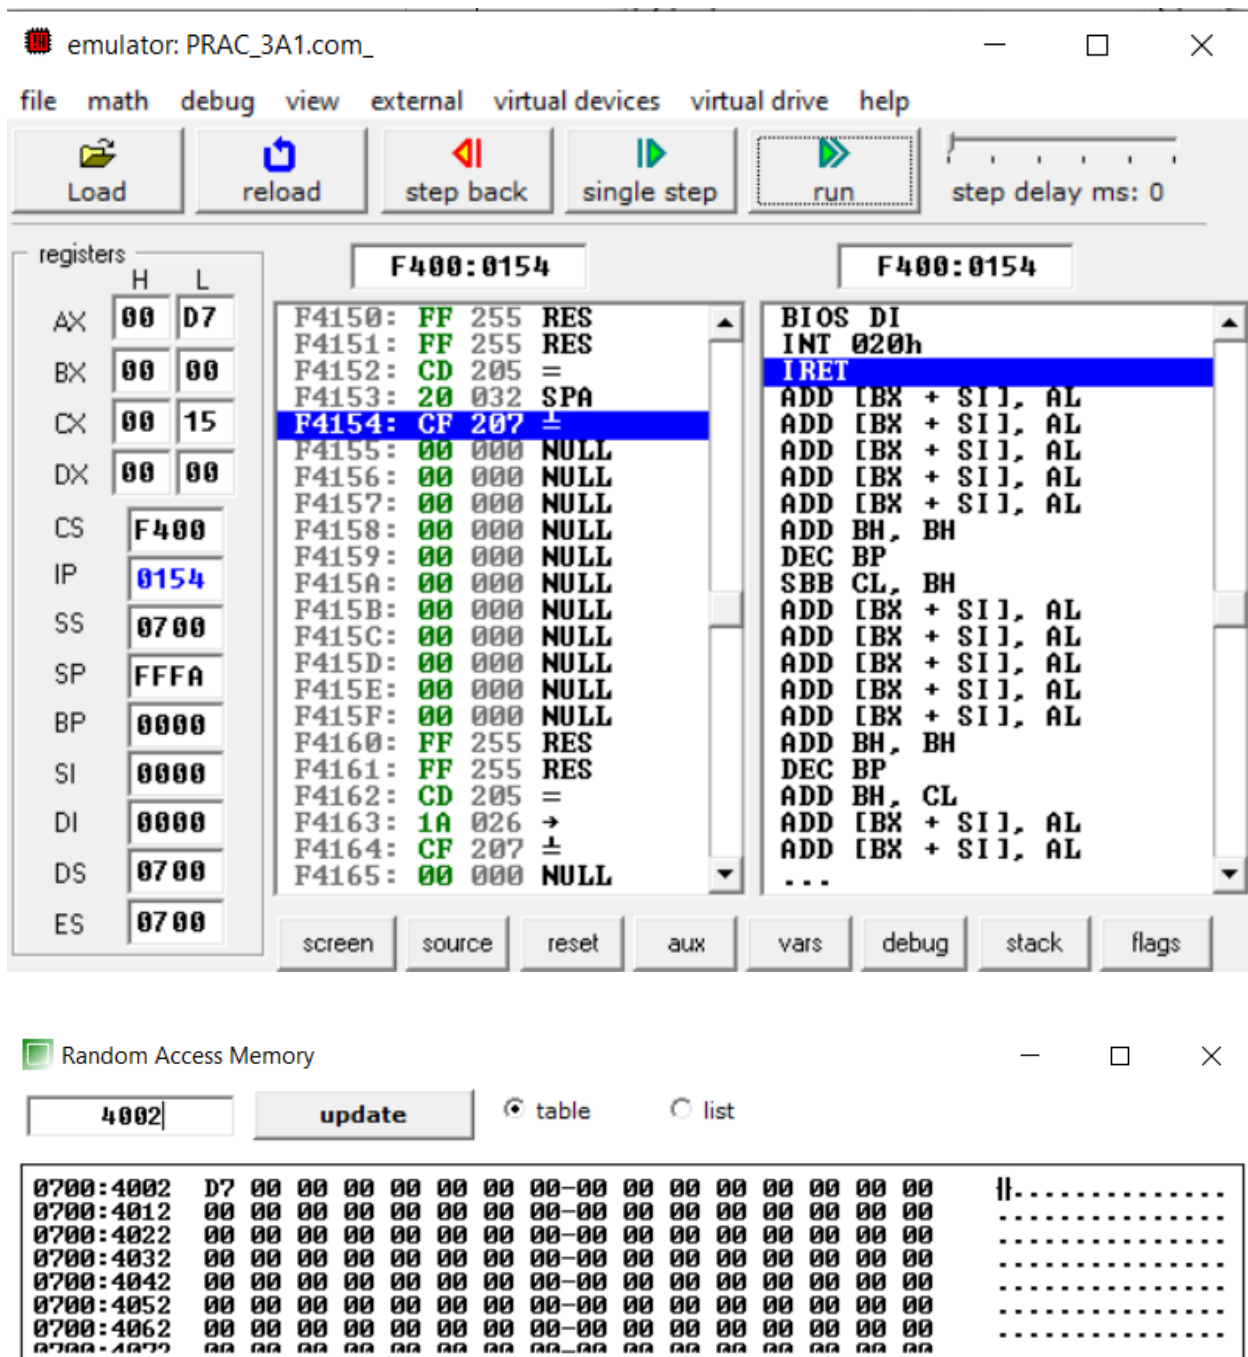 emulator: PRAC_3A1.com_
file math debug view external virtual devices virtual drive help
Load reload step back single step run step delay ms: 0
registers
H L
F400:0154 F400:0154
AX 00 D7
BX 00 00
CX 00 15
DX 00 00
CS F400
IP 0154
SS 0700
SP FFFA
BP 0000
SI 0000
DI 0000
DS 0700
ES 0700
F4150: FF 255 RES
F4151: FF 255 RES
F4152: CD 205 =
F4153: 20 032 SPA
F4154: CF 207 ╧
F4155: 00 000 NULL
F4156: 00 000 NULL
F4157: 00 000 NULL
F4158: 00 000 NULL
F4159: 00 000 NULL
F415A: 00 000 NULL
F415B: 00 000 NULL
F415C: 00 000 NULL
F415D: 00 000 NULL
F415E: 00 000 NULL
F415F: 00 000 NULL
F4160: FF 255 RES
F4161: FF 255 RES
F4162: CD 205 =
F4163: 1A 026 →
F4164: CF 207 ╧
F4165: 00 000 NULL
BIOS DI
INT 020h
IRET
ADD [BX + SI], AL
ADD [BX + SI], AL
ADD [BX + SI], AL
ADD [BX + SI], AL
ADD [BX + SI], AL
ADD BH, BH
DEC BP
SBB CL, BH
ADD [BX + SI], AL
ADD [BX + SI], AL
ADD [BX + SI], AL
ADD [BX + SI], AL
ADD [BX + SI], AL
ADD BH, BH
DEC BP
ADD BH, CL
ADD [BX + SI], AL
ADD [BX + SI], AL
...
screen source reset aux vars debug stack flags
Random Access Memory
4002 update table list
0700:4002 D7 00 00 00 00 00 00 00-00 00 00 00 00 00 00 00 ╫...............
0700:4012 00 00 00 00 00 00 00 00-00 00 00 00 00 00 00 00 ................
0700:4022 00 00 00 00 00 00 00 00-00 00 00 00 00 00 00 00 ................
0700:4032 00 00 00 00 00 00 00 00-00 00 00 00 00 00 00 00 ................
0700:4042 00 00 00 00 00 00 00 00-00 00 00 00 00 00 00 00 ................
0700:4052 00 00 00 00 00 00 00 00-00 00 00 00 00 00 00 00 ................
0700:4062 00 00 00 00 00 00 00 00-00 00 00 00 00 00 00 00 ................
0700:4072 00 00 00 00 00 00 00 00-00 00 00 00 00 00 00 00